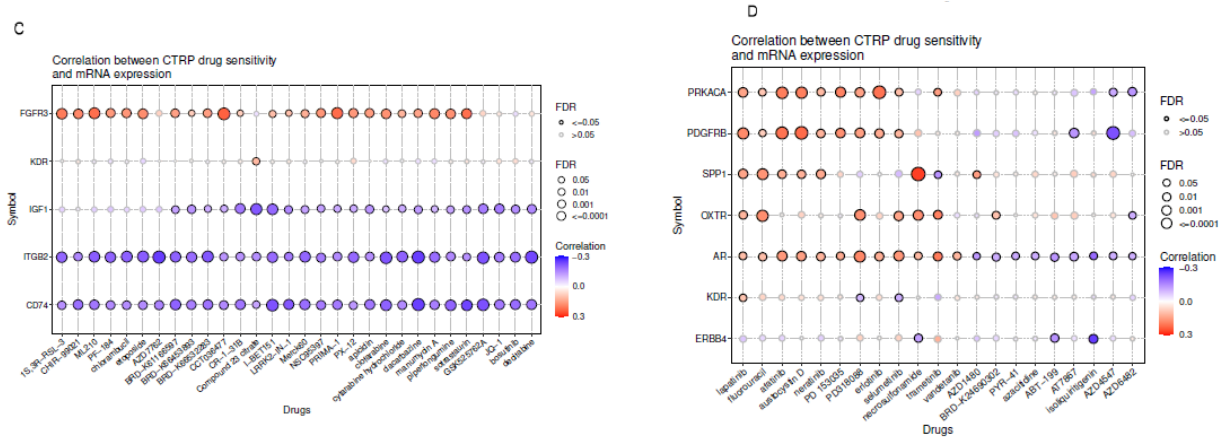 C
Correlation between CTRP drug sensitivity
and mRNA expression
Symbol
FGFR3
KDR
IGF1
ITGB2
CD74
1S,3R-RSL-3
CHIR-99021
ML210
PF-184
chlorambucil
etoposide
AZD7762
BRD-K61166597
BRD-K66453893
BRD-K66532283
CCT036477
CR-1-31B
Compound 23 citrate
I-BET151
LRRK2-IN-1
Merck60
NSC95397
PRIMA-1
PX-12
apicidin
clofarabine
cytarabine hydrochloride
dacarbazine
manumycin A
piperlongumine
sotrastaurin
GSK525762A
JQ-1
bosutinib
decitabine
Drugs
FDR
<=0.05
>0.05
FDR
0.05
0.01
0.001
<=0.0001
Correlation
-0.3
0.0
0.3
D
Correlation between CTRP drug sensitivity
and mRNA expression
Symbol
PRKACA
PDGFRB
SPP1
OXTR
AR
KDR
ERBB4
lapatinib
fluorouracil
afatinib
austocystin D
neratinib
PD 153035
PD318088
erlotinib
selumetinib
necrosulfonamide
trametinib
vandetanib
AZD1480
BRD-K24690302
PYR-41
azacitidine
ABT-199
AT7867
isoliquiritigenin
AZD4547
AZD6482
Drugs
FDR
<=0.05
>0.05
FDR
0.05
0.01
0.001
<=0.0001
Correlation
-0.3
0.0
0.3